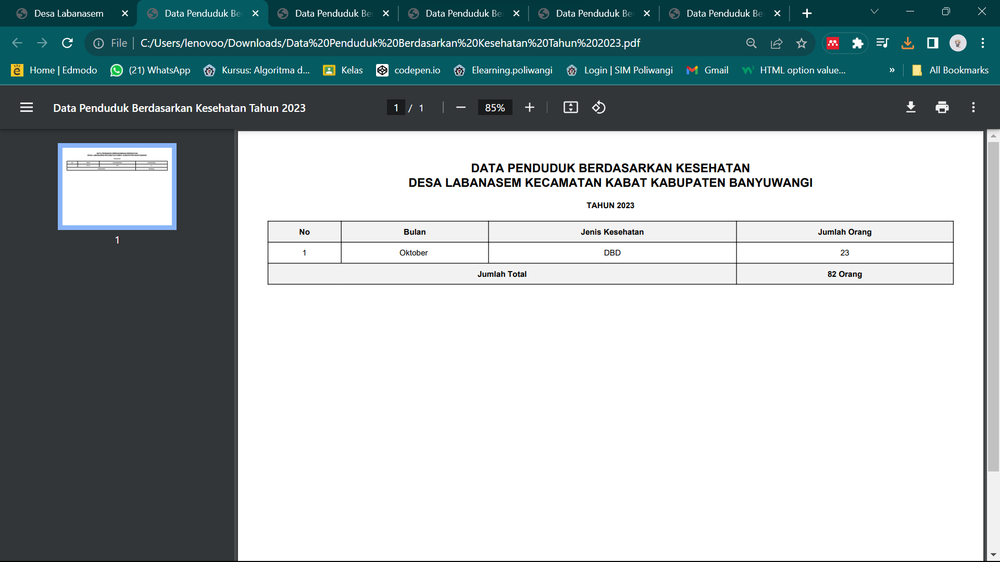 Desa Labanasem
Data Penduduk Be
Data Penduduk Be
Data Penduduk Be
Data Penduduk Be
Data Penduduk Be
File
C:/Users/lenovoo/Downloads/Data%20Penduduk%20Berdasarkan%20Kesehatan%20Tahun%202023.pdf
Home | Edmodo
(21) WhatsApp
Kursus: Algoritma d...
Kelas
codepen.io
Elearning.poliwangi
Login | SIM Poliwangi
Gmail
HTML option value...
»
All Bookmarks
Data Penduduk Berdasarkan Kesehatan Tahun 2023
1 / 1
85%
1
DATA PENDUDUK BERDASARKAN KESEHATAN
DESA LABANASEM KECAMATAN KABAT KABUPATEN BANYUWANGI
TAHUN 2023
No Bulan Jenis Kesehatan Jumlah Orang
1 Oktober DBD 23
Jumlah Total 82 Orang